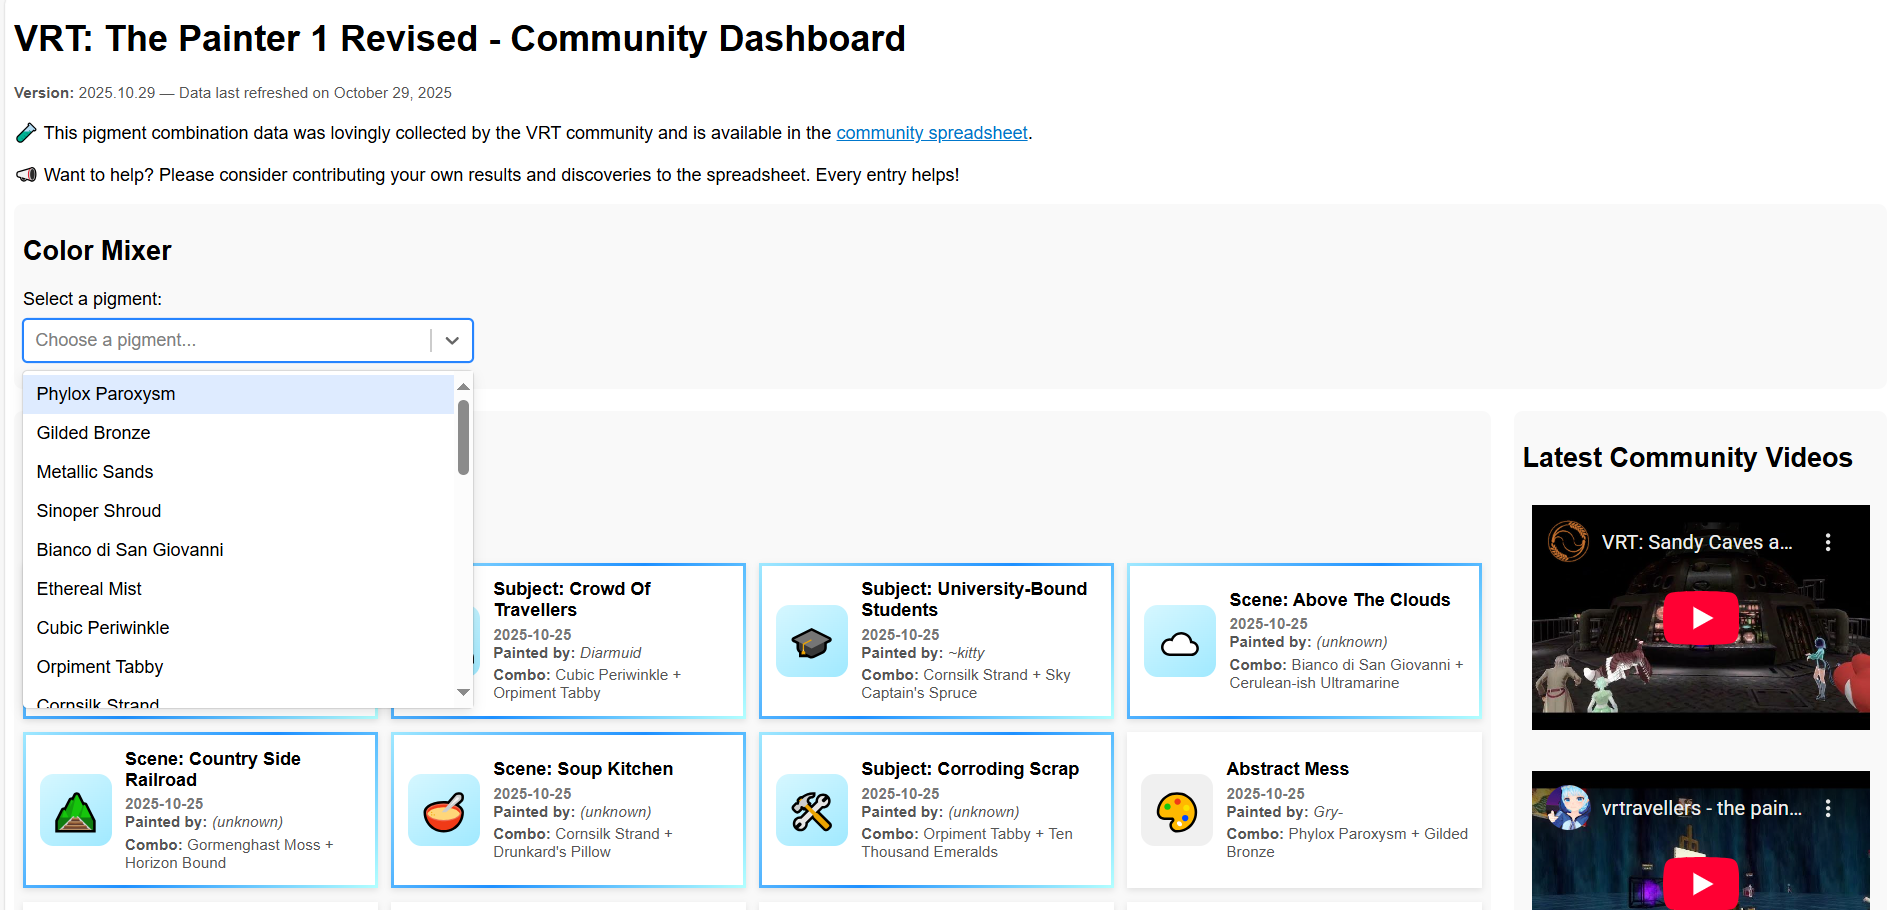 VRT: The Painter 1 Revised - Community Dashboard
Version: 2025.10.29 — Data last refreshed on October 29, 2025
This pigment combination data was lovingly collected by the VRT community and is available in the community spreadsheet.
Want to help? Please consider contributing your own results and discoveries to the spreadsheet. Every entry helps!
Color Mixer
Select a pigment:
Choose a pigment...
Phylox Paroxysm
Gilded Bronze
Metallic Sands
Sinoper Shroud
Bianco di San Giovanni
Ethereal Mist
Cubic Periwinkle
Orpiment Tabby
Cornsilk Strand
Subject: Crowd Of
Travellers
2025-10-25
Painted by: Diarmuid
Combo: Cubic Periwinkle +
Orpiment Tabby
Subject: University-Bound
Students
2025-10-25
Painted by: ~kitty
Combo: Cornsilk Strand + Sky
Captain's Spruce
Scene: Above The Clouds
2025-10-25
Painted by: (unknown)
Combo: Bianco di San Giovanni +
Cerulean-ish Ultramarine
Scene: Country Side
Railroad
2025-10-25
Painted by: (unknown)
Combo: Gormenghast Moss +
Horizon Bound
Scene: Soup Kitchen
2025-10-25
Painted by: (unknown)
Combo: Cornsilk Strand +
Drunkard's Pillow
Subject: Corroding Scrap
2025-10-25
Painted by: (unknown)
Combo: Orpiment Tabby + Ten
Thousand Emeralds
Abstract Mess
2025-10-25
Painted by: Gry-
Combo: Phylox Paroxysm + Gilded
Bronze
Latest Community Videos
VRT: Sandy Caves a...
vrtravellers - the pain...